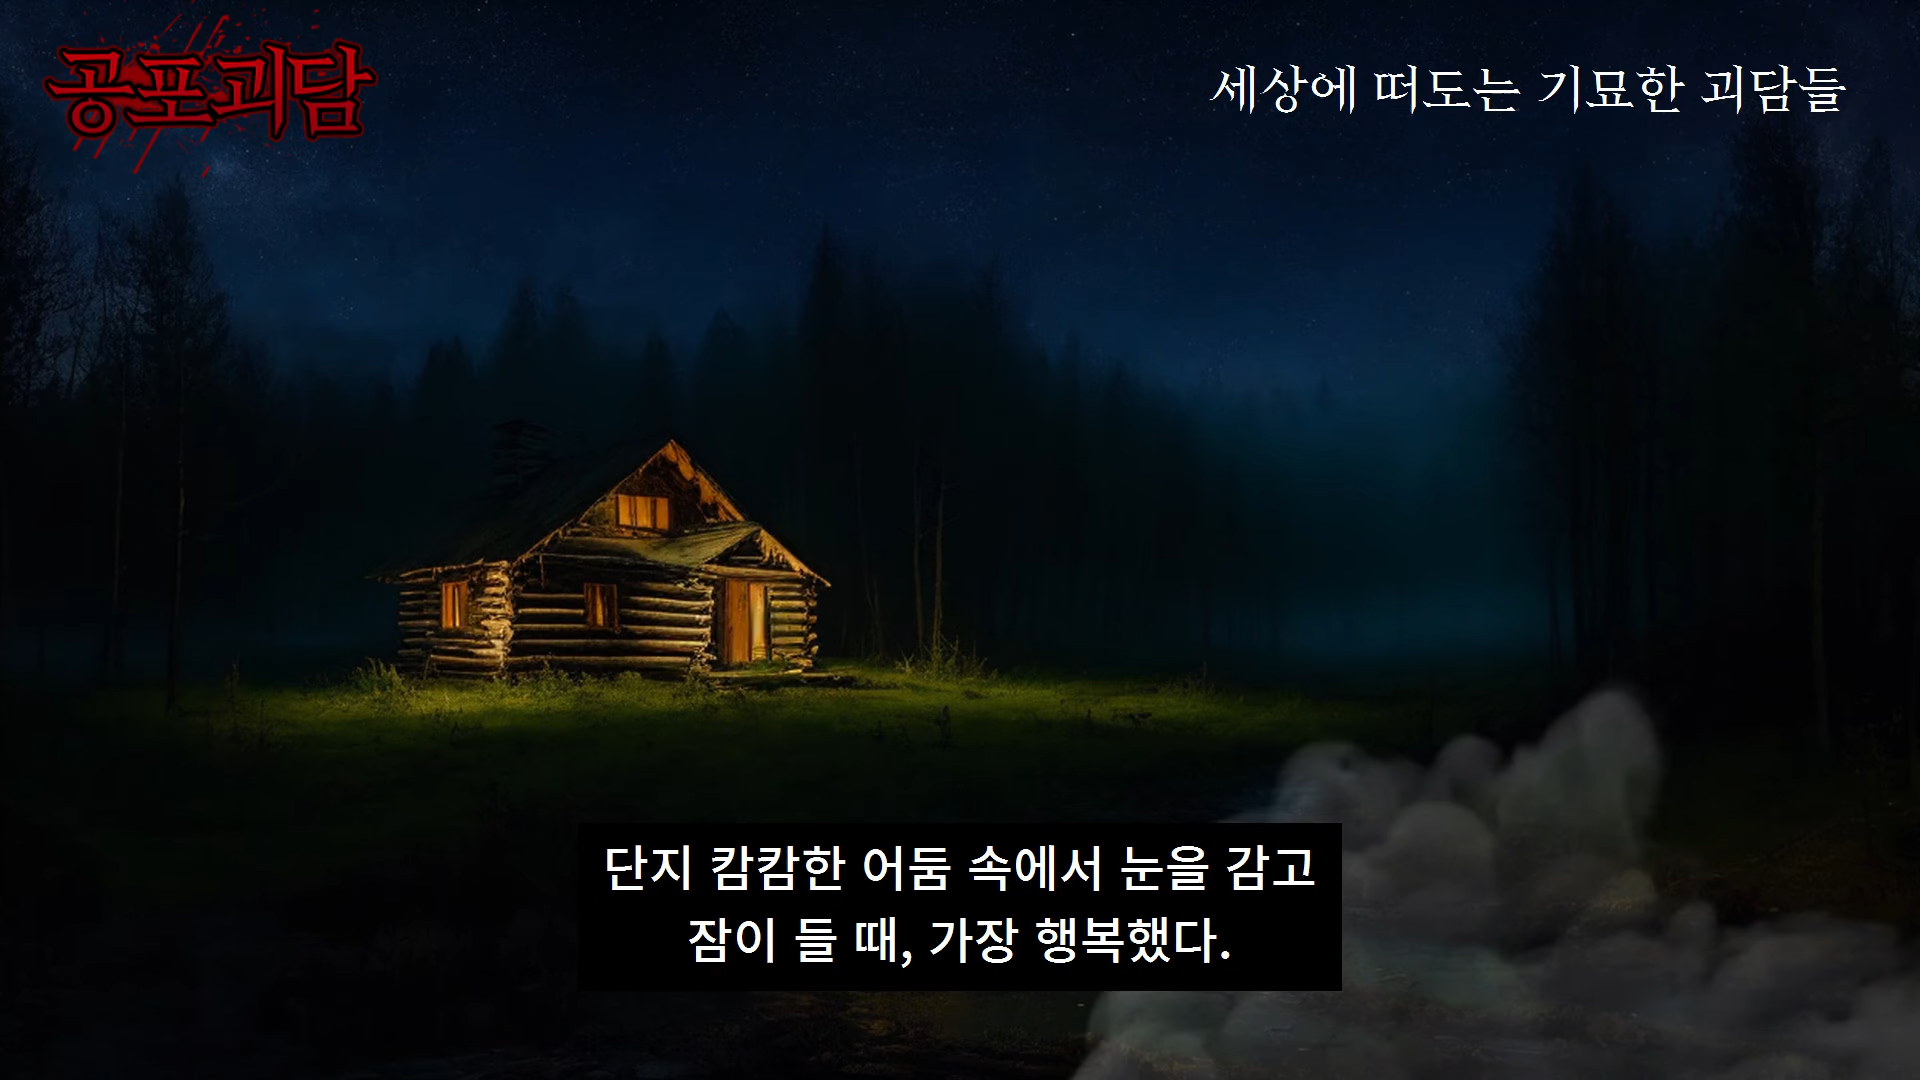 공포괴담
세상에 떠도는 기묘한 괴담들
단지 캄캄한 어둠 속에서 눈을 감고
잠이 들 때, 가장 행복했다.